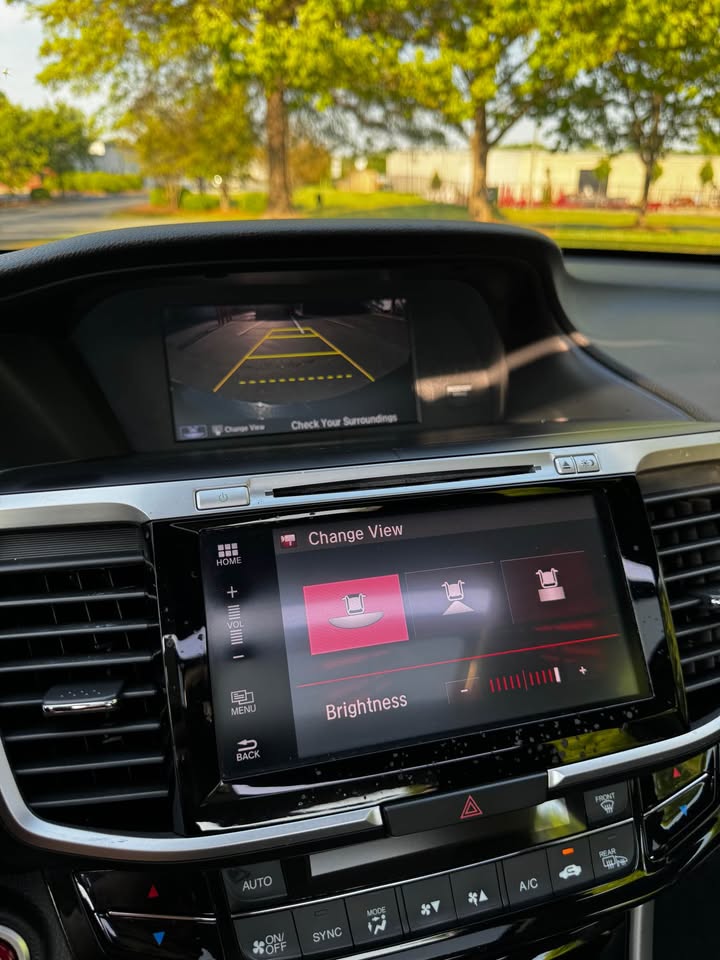 Change View
Check Your Surroundings
Change View
HOME
+
VOL
-
- +
MENU
Brightness
BACK
FRONT
AUTO
REAR
A/C
MODE
SYNC
ON/
OFF